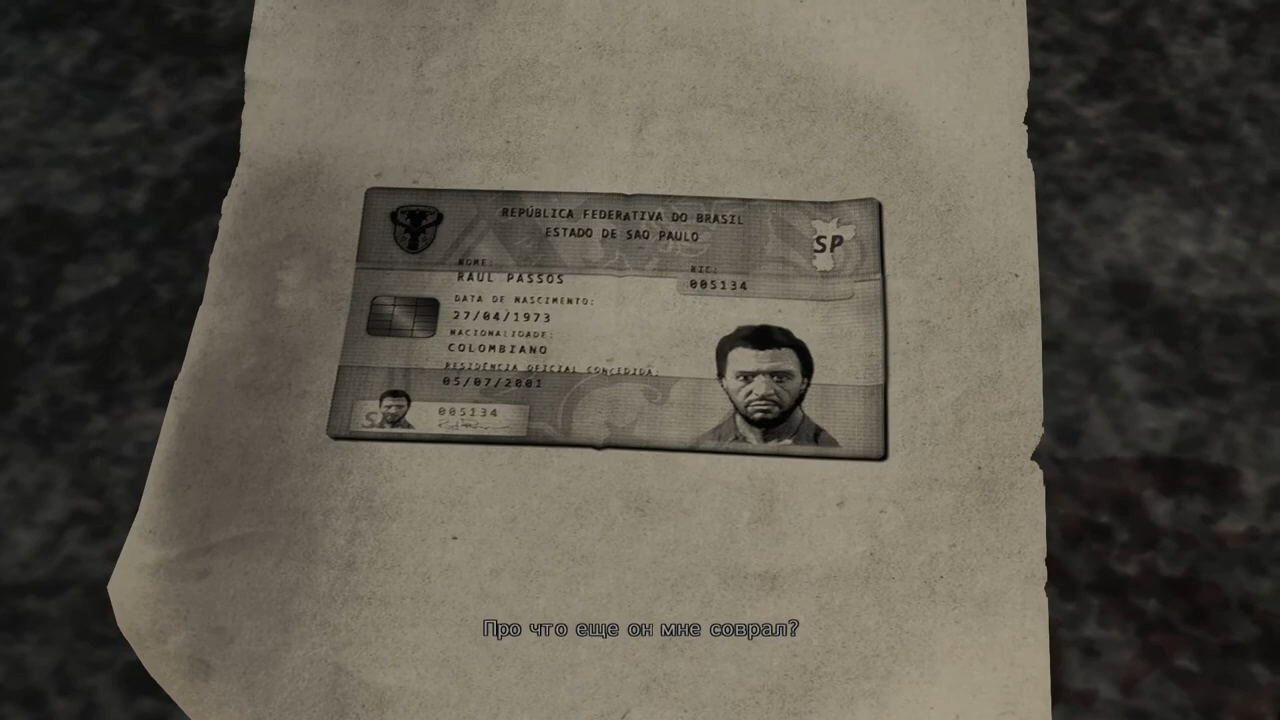 REPÚBLICA FEDERATIVA DO BRASIL
ESTADO DE SAO PAULO
SP
NOME:
RAUL PASSOS
RIC:
005134
DATA DE NASCIMENTO:
27/04/1973
NACIONALIDADE:
COLOMBIANO
RESIDÊNCIA OFICIAL CONCEDIDA:
05/07/2001
005134
Про что еще он мне соврал?